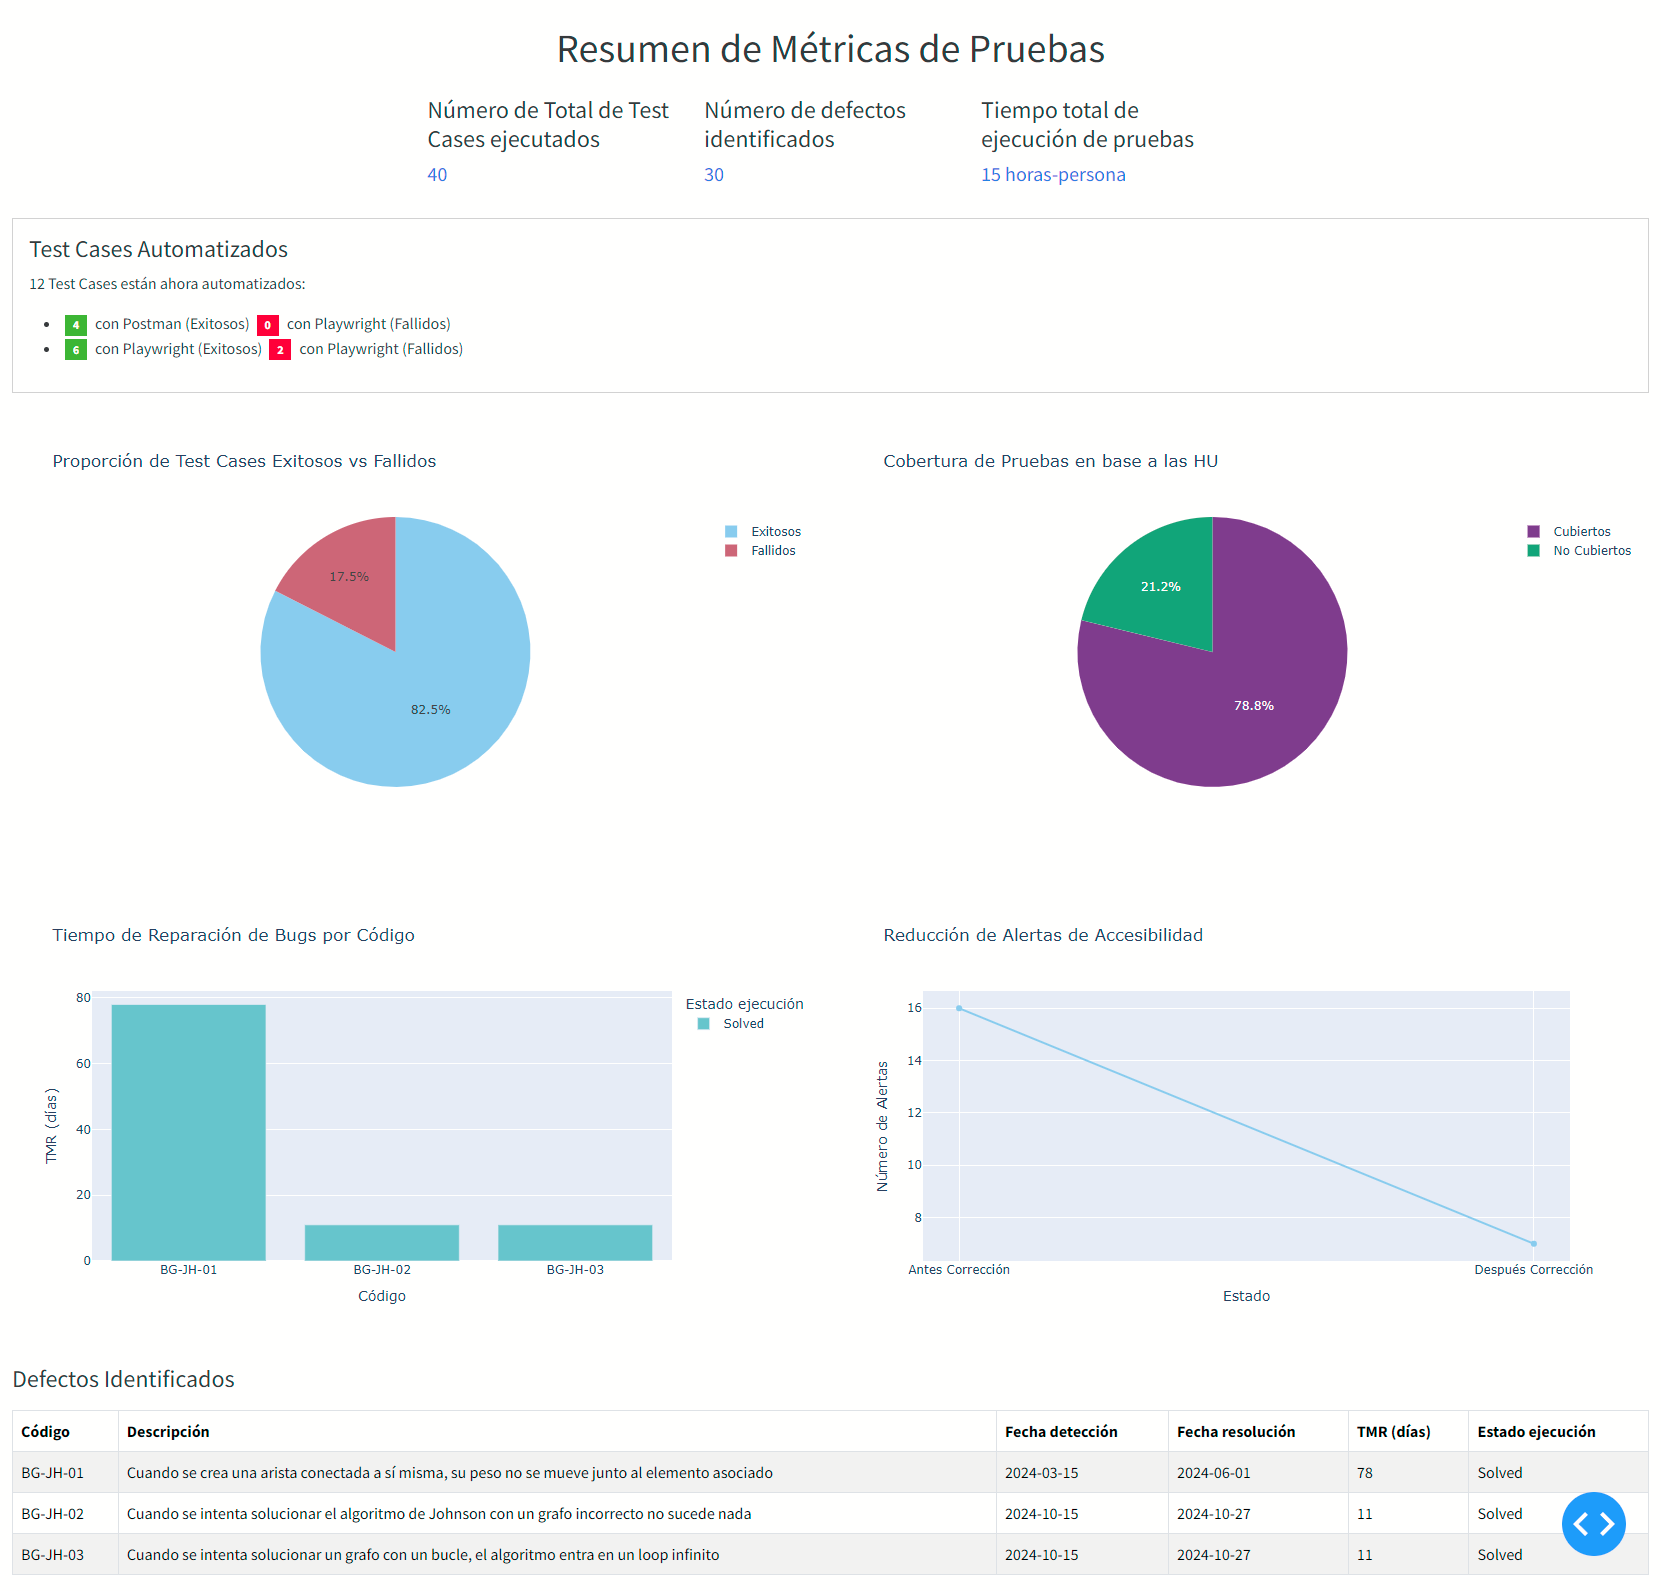 Resumen de Métricas de Pruebas
Número de Total de Test
Cases ejecutados
40
Número de defectos
identificados
30
Tiempo total de
ejecución de pruebas
15 horas-persona
Test Cases Automatizados
12 Test Cases están ahora automatizados:
4 con Postman (Exitosos) 0 con Playwright (Fallidos)
6 con Playwright (Exitosos) 2 con Playwright (Fallidos)
Proporción de Test Cases Exitosos vs Fallidos
Exitosos
Fallidos
17.5%
82.5%
Cobertura de Pruebas en base a las HU
Cubiertos
No Cubiertos
21.2%
78.8%
Tiempo de Reparación de Bugs por Código
80
60
40
20
0
TMR (días)
BG-JH-01 BG-JH-02 BG-JH-03
Código
Estado ejecución
Solved
Reducción de Alertas de Accesibilidad
16
14
12
10
8
Número de Alertas
Antes Corrección Después Corrección
Estado
Defectos Identificados
Código Descripción Fecha detección Fecha resolución TMR (días) Estado ejecución
BG-JH-01 Cuando se crea una arista conectada a sí misma, su peso no se mueve junto al elemento asociado 2024-03-15 2024-06-01 78 Solved
BG-JH-02 Cuando se intenta solucionar el algoritmo de Johnson con un grafo incorrecto no sucede nada 2024-10-15 2024-10-27 11 Solved
BG-JH-03 Cuando se intenta solucionar un grafo con un bucle, el algoritmo entra en un loop infinito 2024-10-15 2024-10-27 11 Solved